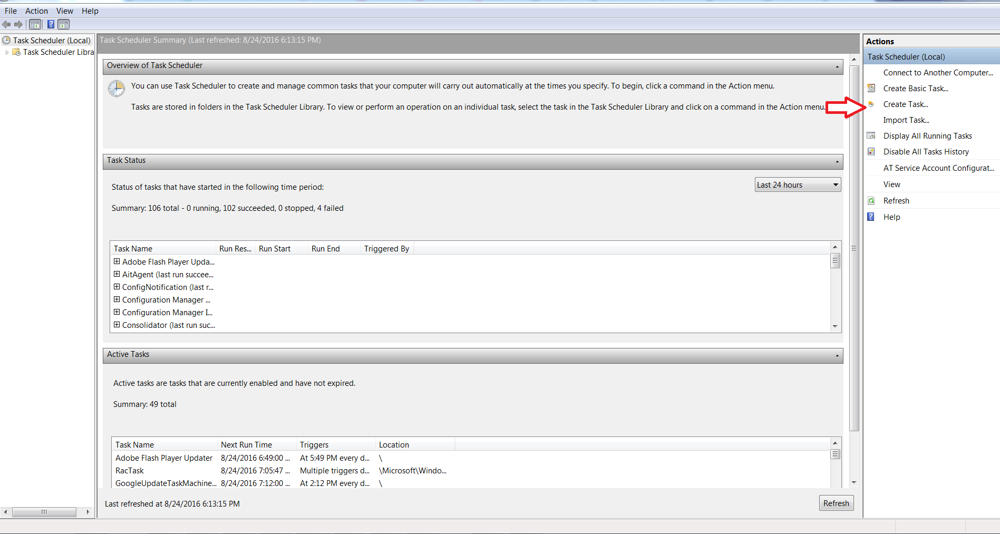 File Action View Help
Task Scheduler (Local)
Task Scheduler Libra
Task Scheduler Summary (Last refreshed: 8/24/2016 6:13:15 PM)
Overview of Task Scheduler
You can use Task Scheduler to create and manage common tasks that your computer will carry out automatically at the times you specify. To begin, click a command in the Action menu.
Tasks are stored in folders in the Task Scheduler Library. To view or perform an operation on an individual task, select the task in the Task Scheduler Library and click on a command in the Action menu.
Task Status
Status of tasks that have started in the following time period:
Last 24 hours
Summary: 106 total - 0 running, 102 succeeded, 0 stopped, 4 failed
Task Name Run Res... Run Start Run End Triggered By
Adobe Flash Player Upda...
AitAgent (last run succee...
ConfigNotification (last r...
Configuration Manager ...
Configuration Manager I...
Consolidator (last run suc...
Active Tasks
Active tasks are tasks that are currently enabled and have not expired.
Summary: 49 total
Task Name Next Run Time Triggers Location
Adobe Flash Player Updater 8/24/2016 6:49:00 ... At 5:49 PM every d... \
RacTask 8/24/2016 7:05:47 ... Multiple triggers d... \Microsoft\Windo...
GoogleUpdateTaskMachine... 8/24/2016 7:12:00 ... At 2:12 PM every d... \
Last refreshed at 8/24/2016 6:13:15 PM
Refresh
Actions
Task Scheduler (Local)
Connect to Another Computer...
Create Basic Task...
Create Task...
Import Task...
Display All Running Tasks
Disable All Tasks History
AT Service Account Configurat...
View
Refresh
Help